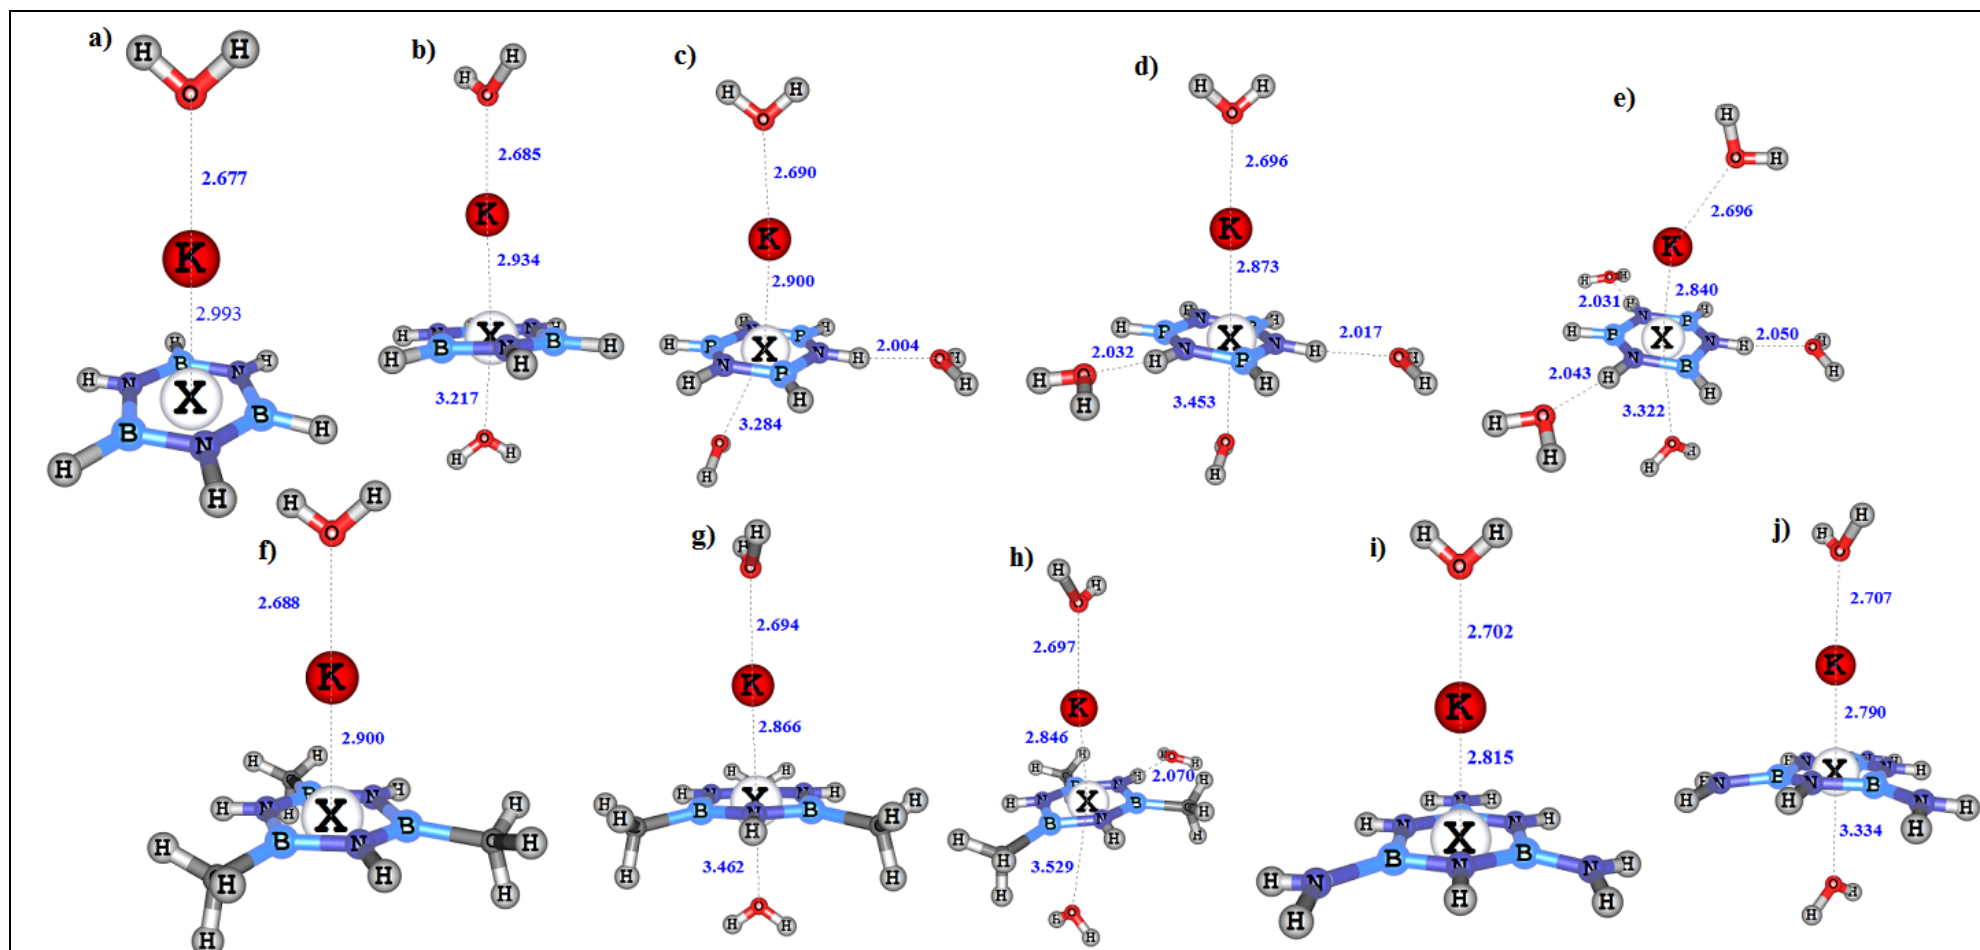 a)
H H
O
2.677
K
2.993
H
B N H
H N
X
B
B H
N
H
H
b)
H
H
O
2.685
K
2.934
H N X N H
H B N B H
H
3.217
O
H H
c)
H H
O
2.690
K
2.900
H N P H
H P X N H 2.004 O H
N P H
H H
3.284
O
H
d)
H H
O
2.696
K
2.873
H N B H
H P X N H 2.017 O H
2.032 N P H
H O H H
H
3.453
O
H
e)
H
O H
2.696
K
H O H
2.031 H 2.840 H
N B
H B X N H 2.050 O H
N B H
2.043 H H
H O 3.322
H O H
H
f)
H H
O
2.688
K
2.900
H H
B N H
H N H X
B B
H N H
H H H
H
g)
H
H
O
2.694
K
2.866
H H
H N X N H
H B N B H
H H H
3.462
H H
O
H H
h)
H
H
O
2.697
K
2.846 H H O H
B N H 2.070 H
H N X B H
B N H
H H H
H
3.529
O
H H
i)
H H
O
2.702
K
2.815
H N H
H N X N H
B N B
H N H N H
H H
j)
H
H
O
2.707
K
2.790
N X N H
N B N B
H H N H
H
3.334
O H
H